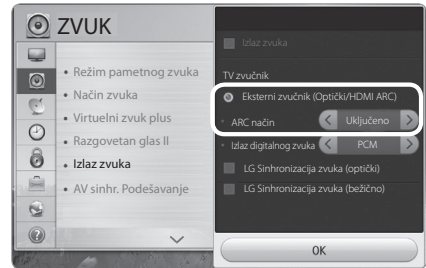 ZVUK
Režim pametnog zvuka
Način zvuka
Virtuelni zvuk plus
Razgovetan glas II
Izlaz zvuka
AV sinhr. Podešavanje
Izlaz zvuka
TV zvučnik
Eksterni zvučnik (Optički/HDMI ARC)
ARC način < Uključeno >
Izlaz digitalnog zvuka < PCM >
LG Sinhronizacija zvuka (optički)
LG Sinhronizacija zvuka (bežično)
OK